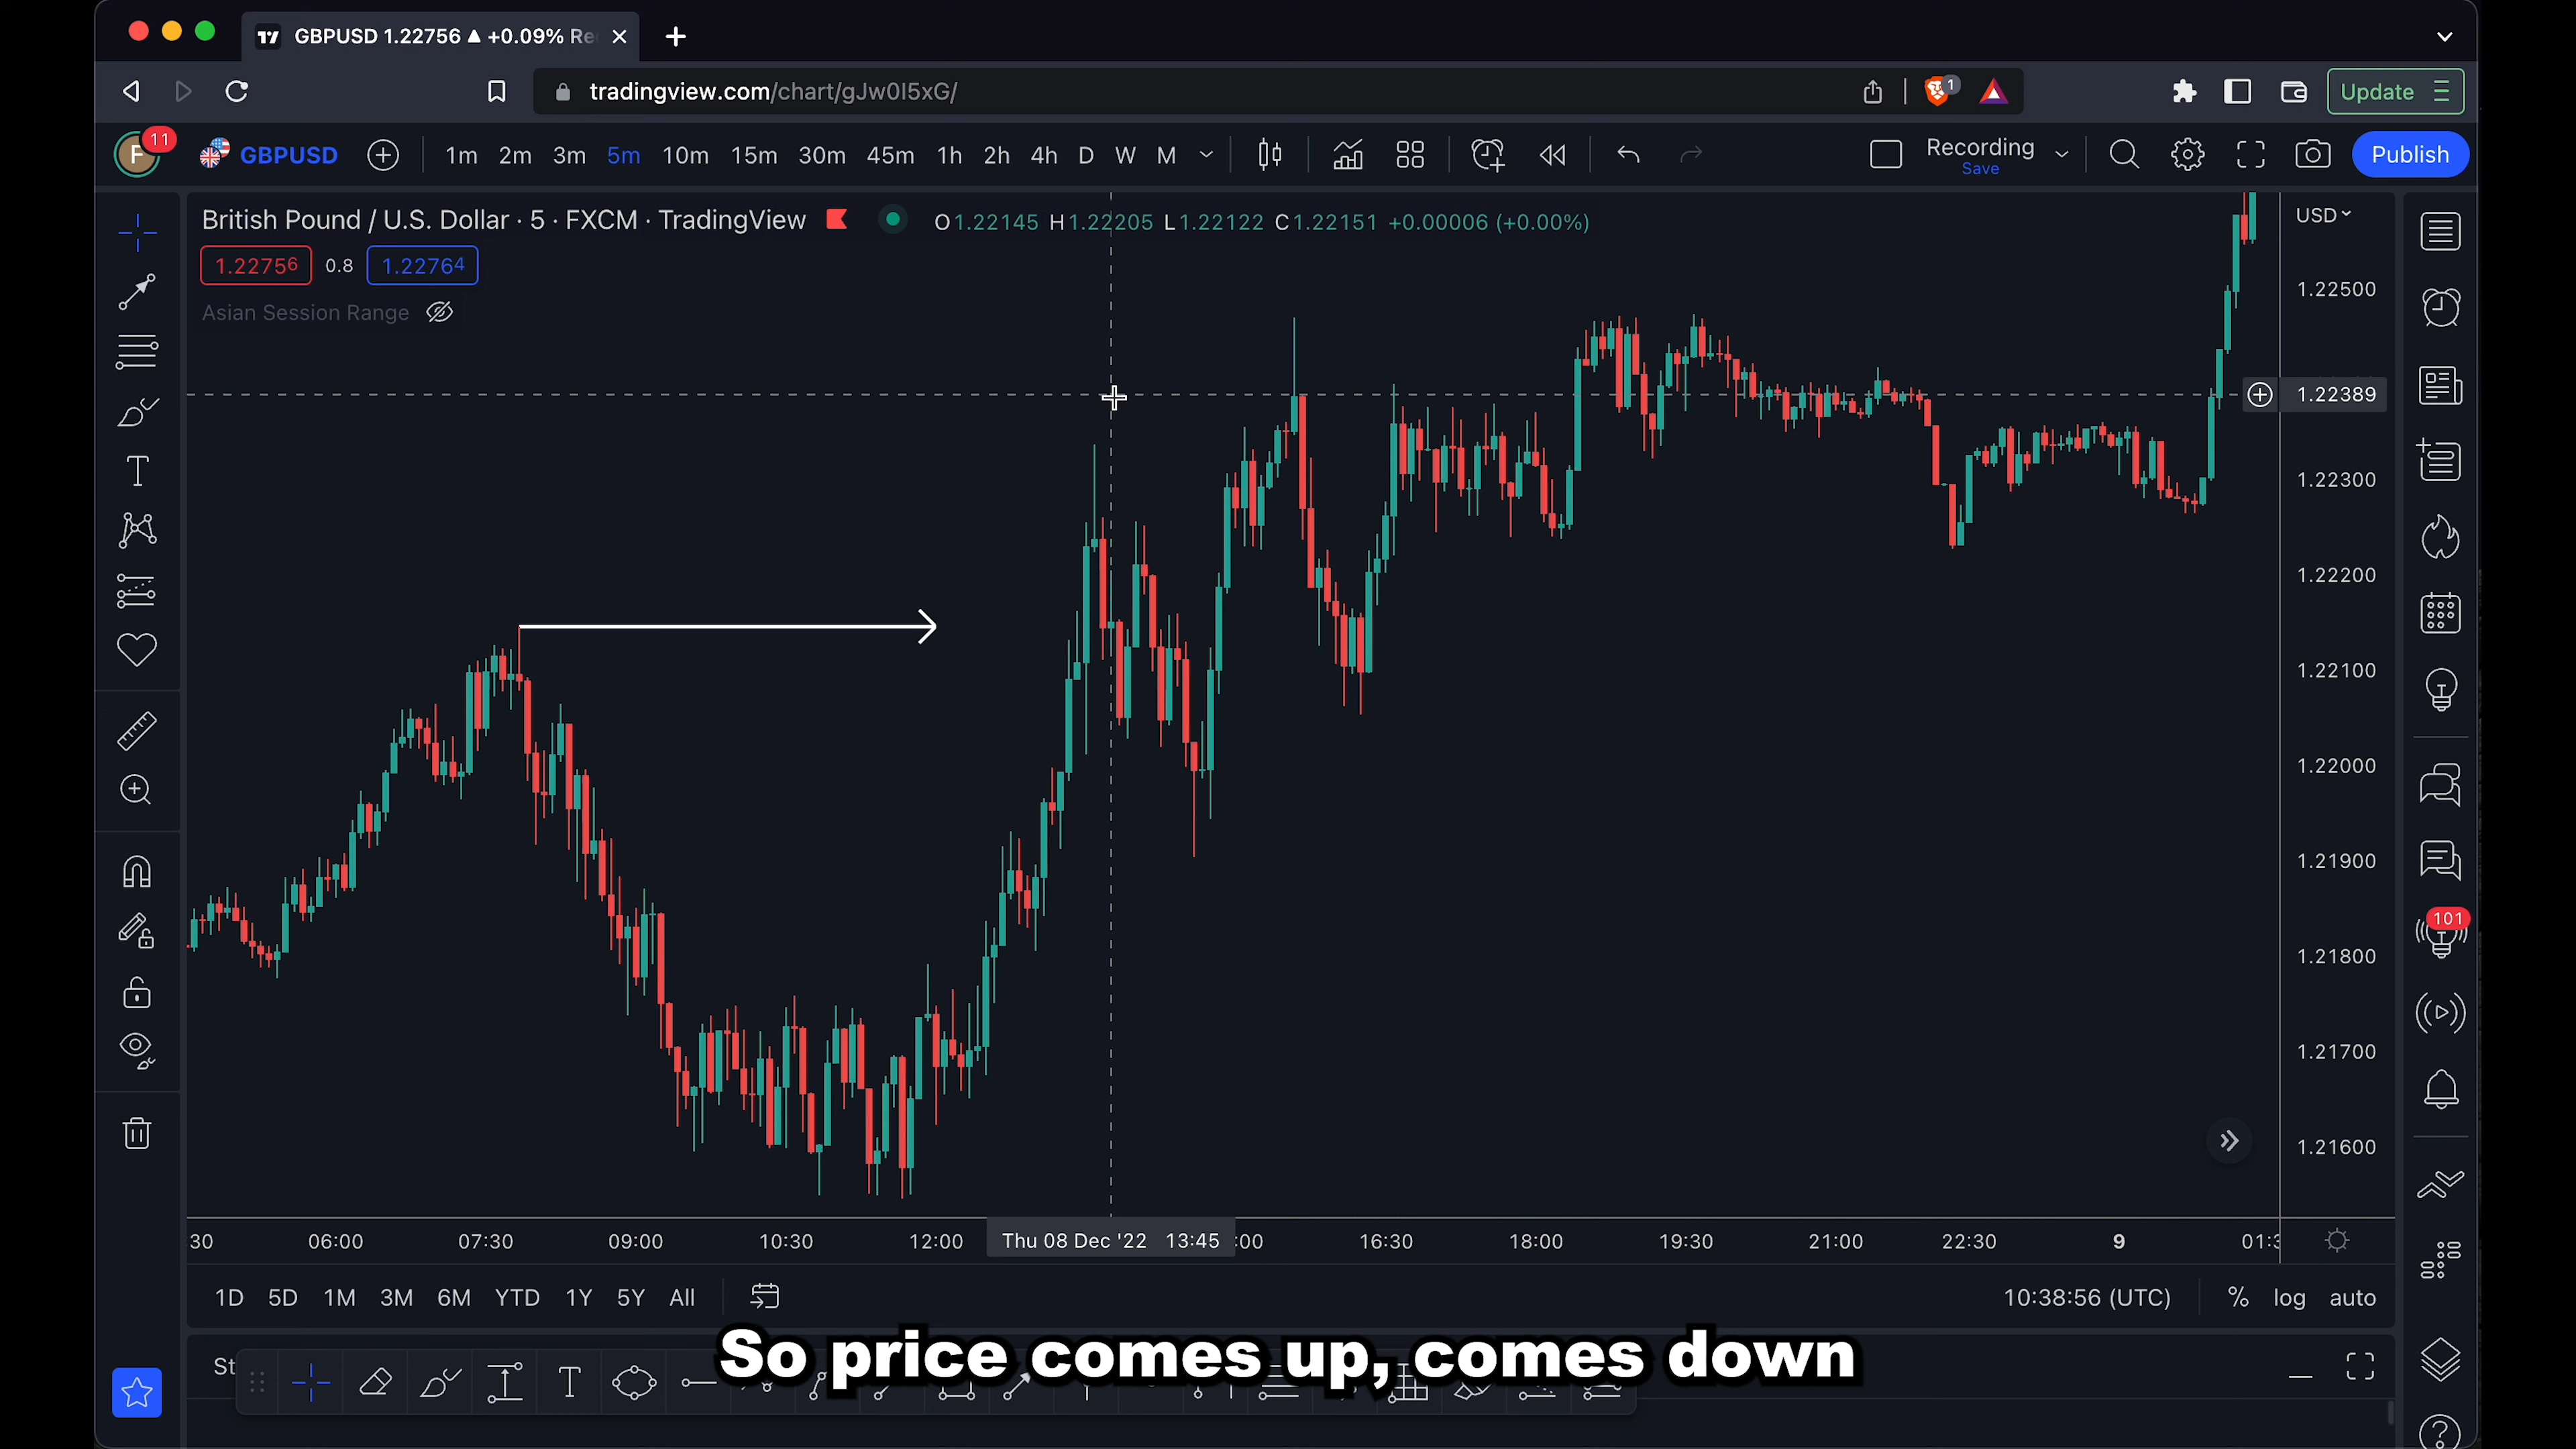 GBPUSD 1.22756 ▲ +0.09% Re
tradingview.com/chart/gJw0I5xG/
1
Update
F
11
GBPUSD
1m 2m 3m 5m 10m 15m 30m 45m 1h 2h 4h D W M
Recording
Save
Publish
British Pound / U.S. Dollar · 5 · FXCM · TradingView
O1.22145 H1.22205 L1.22122 C1.22151 +0.00006 (+0.00%)
USD
1.22756 0.8 1.22764
Asian Session Range
1.22500
1.22389
1.22300
1.22200
1.22100
1.22000
1.21900
1.21800
101
1.21700
1.21600
30 06:00 07:30 09:00 10:30 12:00 Thu 08 Dec '22 13:45 :00 16:30 18:00 19:30 21:00 22:30 9
1D 5D 1M 3M 6M YTD 1Y 5Y All
10:38:56 (UTC) % log auto
So price comes up, comes down